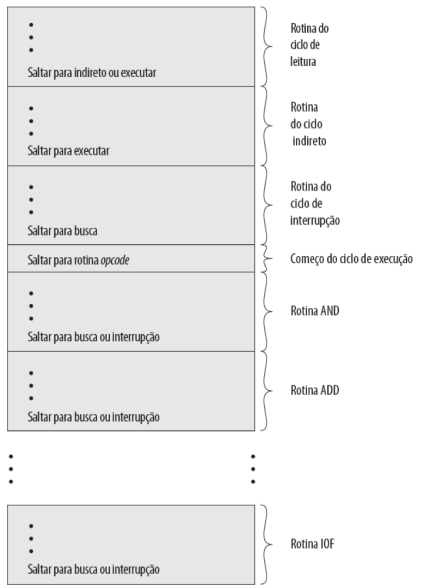 Rotina do
ciclo de
leitura
Saltar para indireto ou executar
Rotina
do ciclo
indireto
Saltar para executar
Rotina do
ciclo de
interrupção
Saltar para busca
Saltar para rotina opcode
Começo do ciclo de execução
Rotina AND
Saltar para busca ou interrupção
Rotina ADD
Saltar para busca ou interrupção
Rotina IOF
Saltar para busca ou interrupção